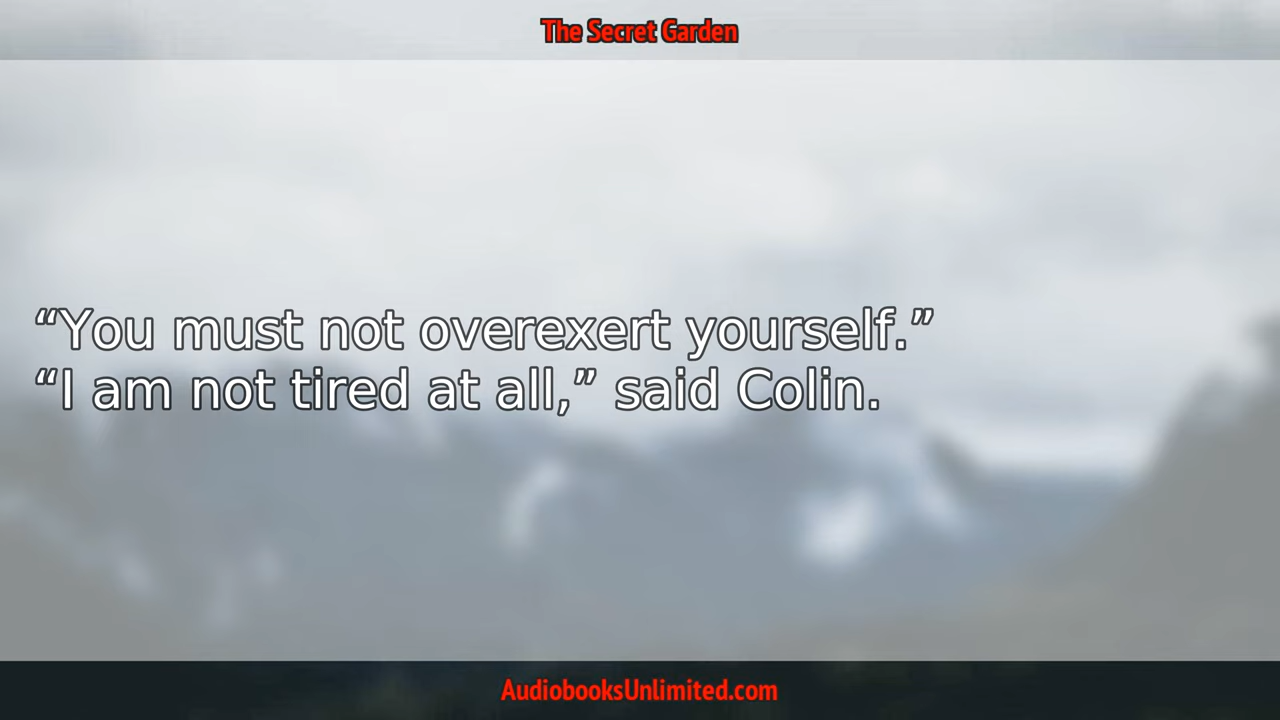 The Secret Garden
“You must not overexert yourself.”
“I am not tired at all,” said Colin.
AudiobooksUnlimited.com